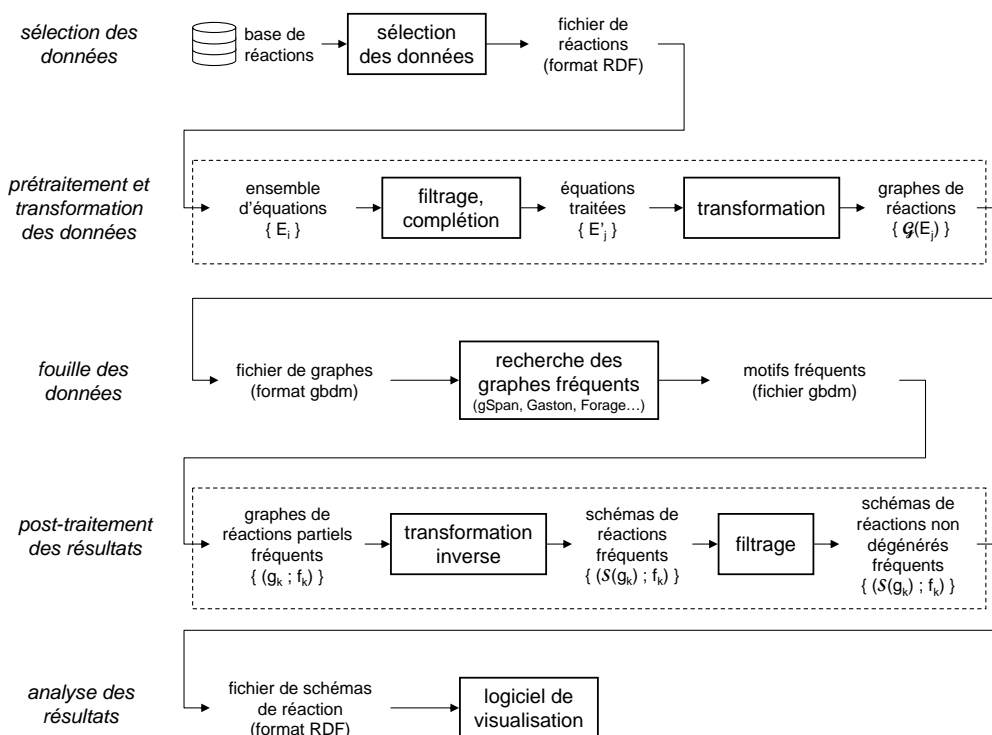 sélection des
données
base de
réactions
sélection
des données
fichier de
réactions
(format RDF)
prétraitement et
transformation
des données
ensemble
d'équations
{ Eᵢ }
filtrage,
complétion
équations
traitées
{ E'ⱼ }
transformation
graphes de
réactions
{ 𝓖(Eⱼ) }
fouille des
données
fichier de graphes
(format gbdm)
recherche des
graphes fréquents
(gSpan, Gaston, Forage…)
motifs fréquents
(fichier gbdm)
post-traitement
des résultats
graphes de
réactions partiels
fréquents
{ (gₖ ; fₖ) }
transformation
inverse
schémas de
réactions
fréquents
{ (𝓢(gₖ) ; fₖ) }
filtrage
schémas de
réactions non
dégénérés
fréquents
{ (𝓢(gₖ) ; fₖ) }
analyse des
résultats
fichier de schémas
de réaction
(format RDF)
logiciel de
visualisation